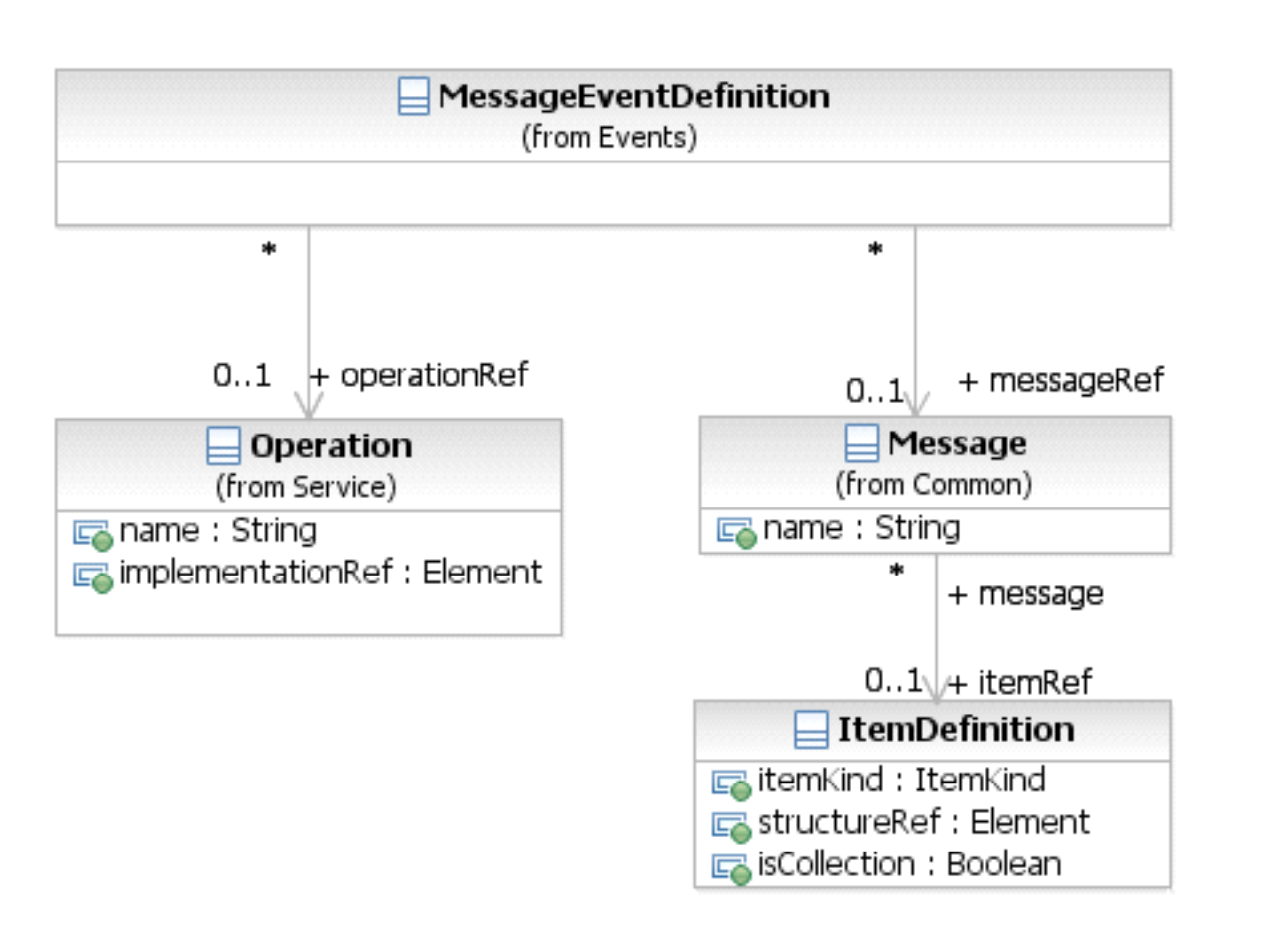 MessageEventDefinition
(from Events)
*
*
0..1
+ operationRef
0..1
+ messageRef
Operation
(from Service)
name : String
implementationRef : Element
Message
(from Common)
name : String
*
+ message
0..1
+ itemRef
ItemDefinition
itemKind : ItemKind
structureRef : Element
isCollection : Boolean